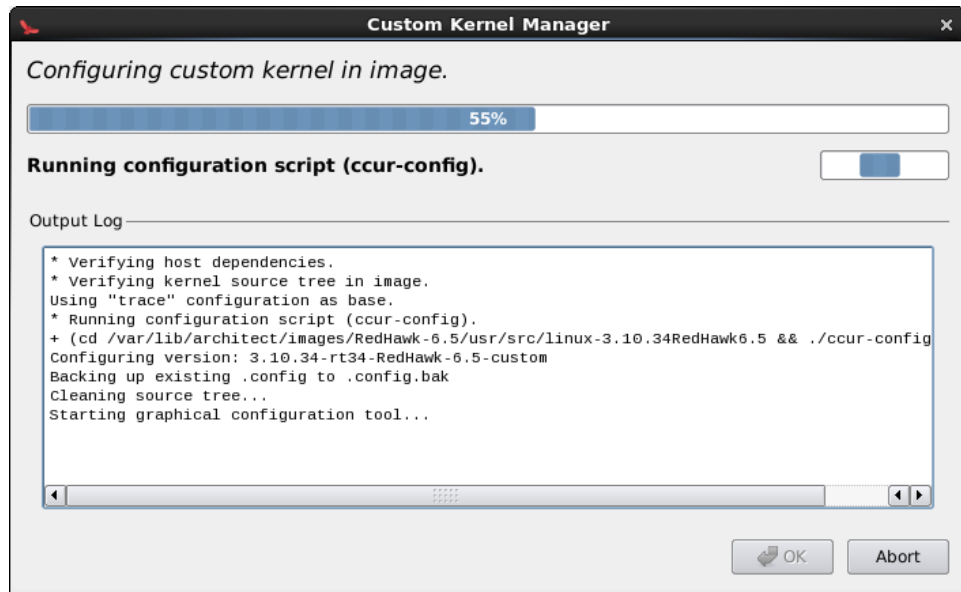 Custom Kernel Manager
Configuring custom kernel in image.
55%
Running configuration script (ccur-config).
Output Log
* Verifying host dependencies.
* Verifying kernel source tree in image.
Using "trace" configuration as base.
* Running configuration script (ccur-config).
+ (cd /var/lib/architect/images/RedHawk-6.5/usr/src/linux-3.10.34RedHawk6.5 && ./ccur-config
Configuring version: 3.10.34-rt34-RedHawk-6.5-custom
Backing up existing .config to .config.bak
Cleaning source tree...
Starting graphical configuration tool...
OK Abort